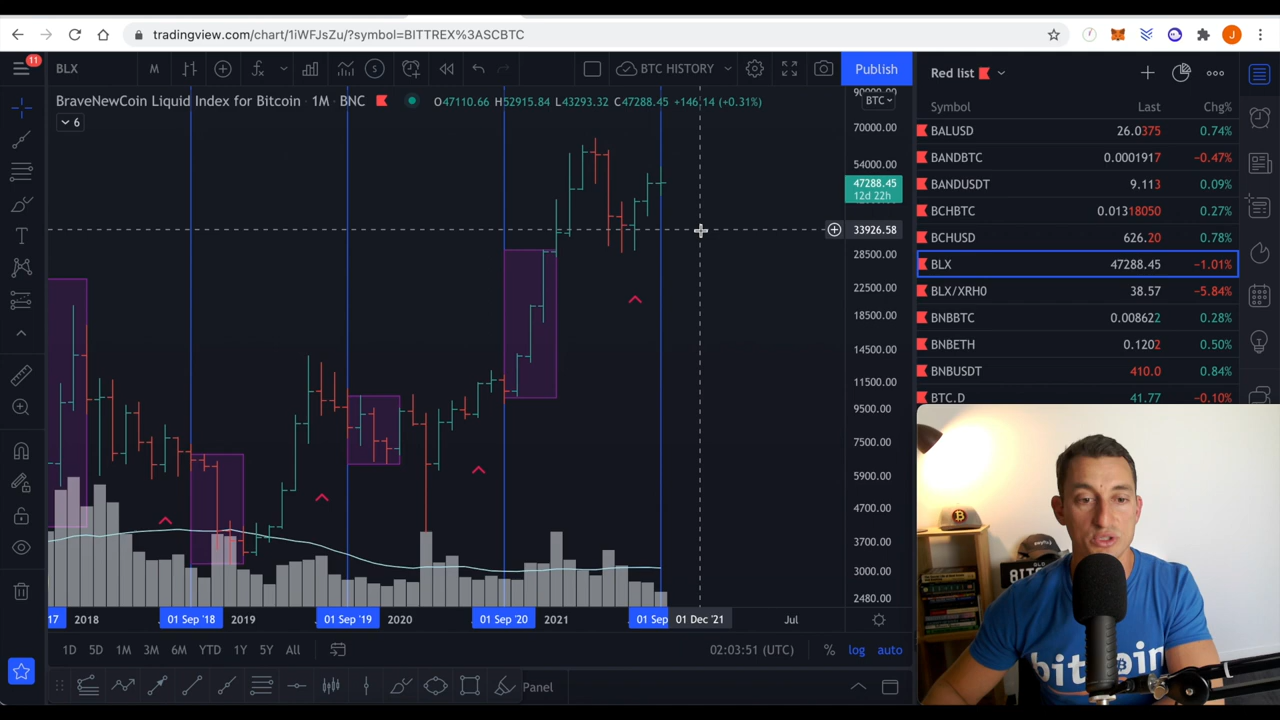 tradingview.com/chart/1iWFJsZu/?symbol=BITTREX%3ASCBTC
J
11
BLX
M
BTC HISTORY
Publish
BraveNewCoin Liquid Index for Bitcoin · 1M · BNC
O47110.66 H52915.84 L43293.32 C47288.45 +146.14 (+0.31%)
6
BTC
90000.00
70000.00
54000.00
47288.45
12d 22h
33926.58
28500.00
22500.00
18500.00
14500.00
11500.00
9500.00
7500.00
5900.00
4700.00
3700.00
3000.00
2480.00
17 2018 01 Sep '18 2019 01 Sep '19 2020 01 Sep '20 2021 01 Sep 01 Dec '21 Jul
1D 5D 1M 3M 6M YTD 1Y 5Y All
02:03:51 (UTC) % log auto
Panel
Red list
Symbol Last Chg%
BALUSD 26.0375 0.74%
BANDBTC 0.0001917 −0.47%
BANDUSDT 9.113 0.09%
BCHBTC 0.01318050 0.27%
BCHUSD 626.20 0.78%
BLX 47288.45 −1.01%
BLX/XRH0 38.57 −5.84%
BNBBTC 0.008622 0.28%
BNBETH 0.1202 0.50%
BNBUSDT 410.0 0.84%
BTC.D 41.77 −0.10%
bitcoin